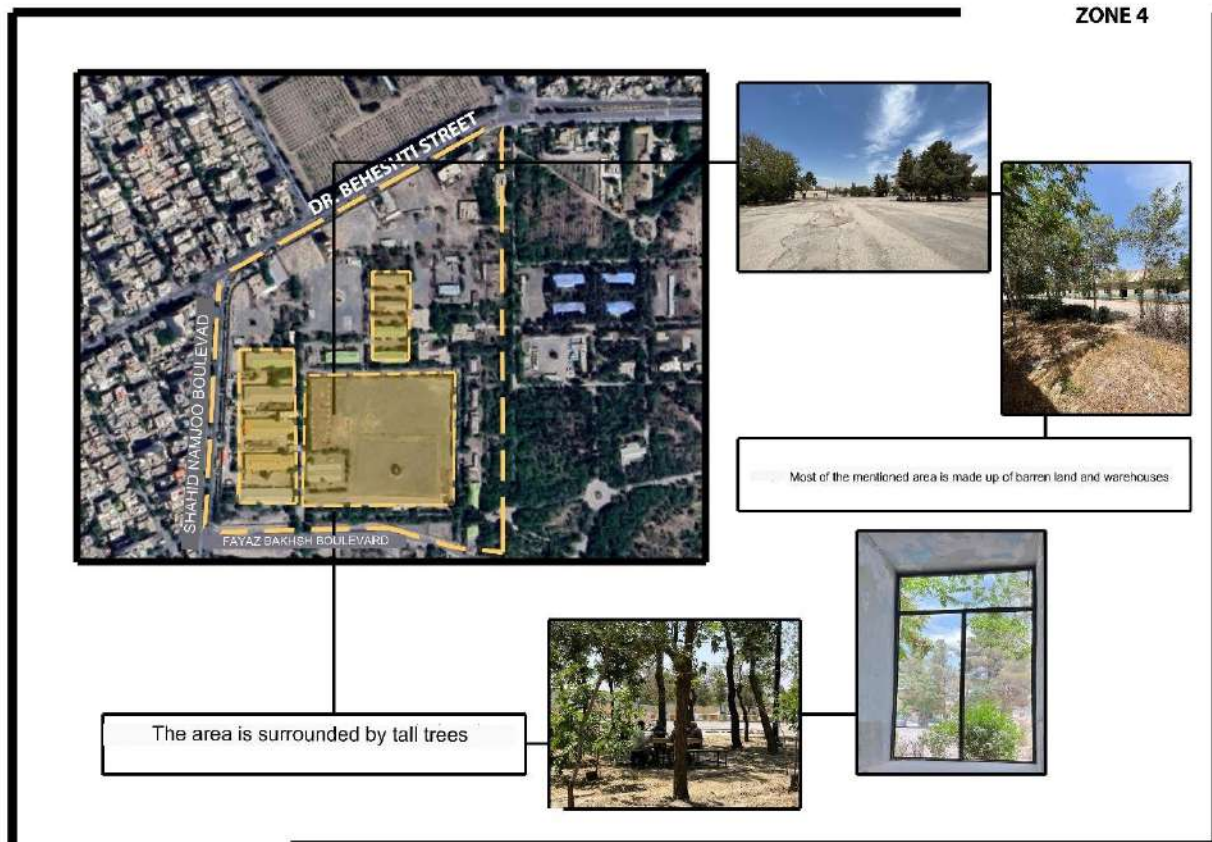 ZONE 4
DR. BEHESHTI STREET
SHAHID NAMJOO BOULEVAD
FAYAZ BAKHSH BOULEVARD
Most of the mentioned area is made up of barren land and warehouses
The area is surrounded by tall trees